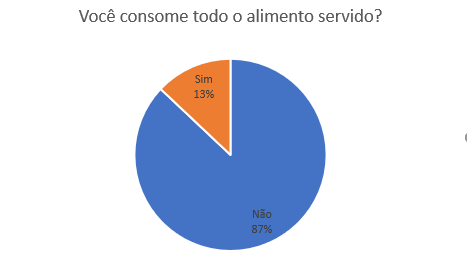 Você consome todo o alimento servido?
Sim
13%
Não
87%